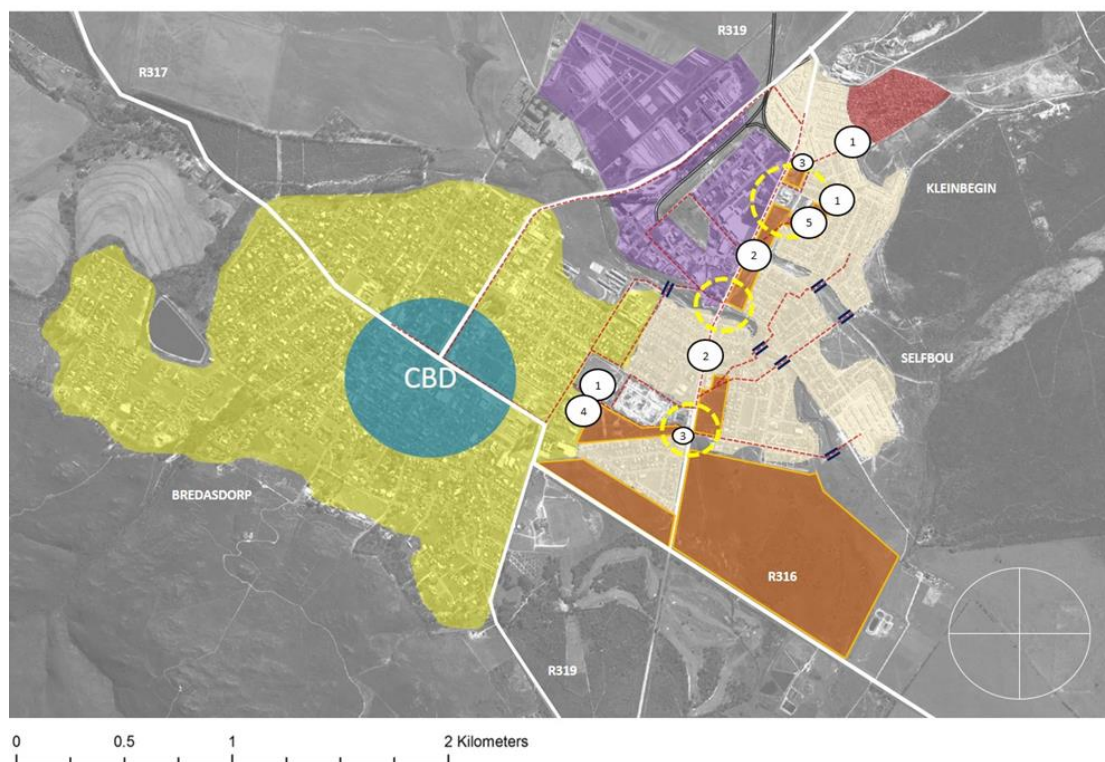 R319
R317
1
3
KLEINBEGIN
1
5
2
SELFBOU
2
CBD
1
4
3
BREDASDORP
R316
R319
0 0.5 1 2 Kilometers